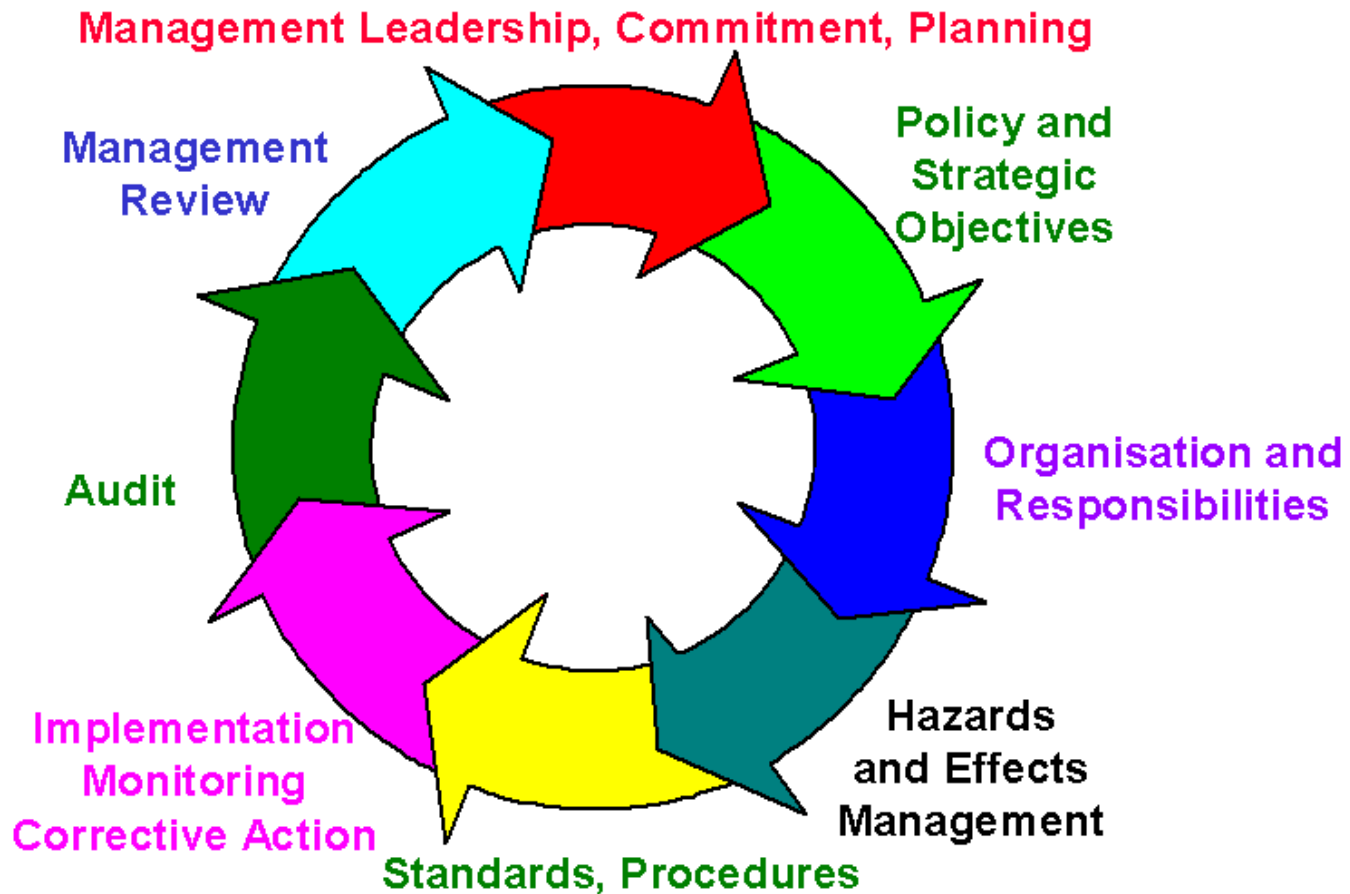 Management Leadership, Commitment, Planning
Policy and
Strategic
Objectives
Organisation and
Responsibilities
Hazards
and Effects
Management
Standards, Procedures
Implementation
Monitoring
Corrective Action
Audit
Management
Review